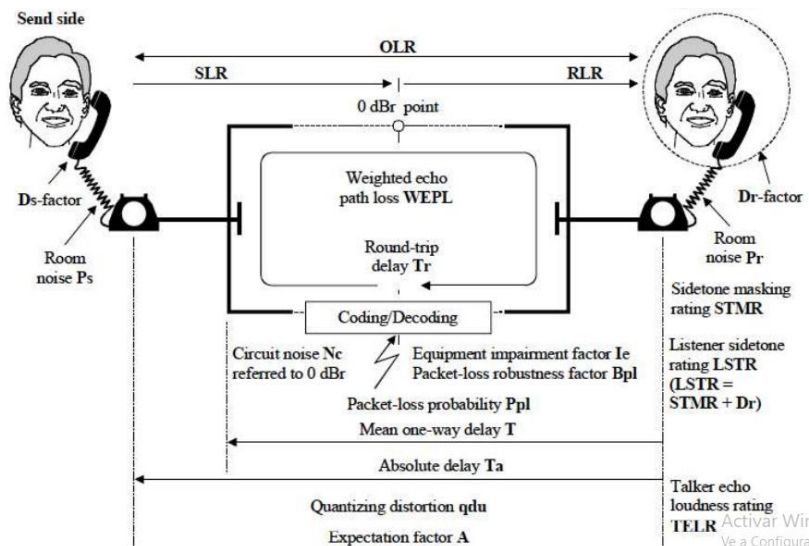 Send side
OLR
SLR
RLR
0 dBr point
Weighted echo
path loss WEPL
Ds-factor
Dr-factor
Room
noise Ps
Round-trip
delay Tr
Room
noise Pr
Coding/Decoding
Sidetone masking
rating STMR
Circuit noise Nc
referred to 0 dBr
Equipment impairment factor Ie
Packet-loss robustness factor Bpl
Listener sidetone
rating LSTR
(LSTR =
STMR + Dr)
Packet-loss probability Ppl
Mean one-way delay T
Absolute delay Ta
Quantizing distortion qdu
Expectation factor A
Talker echo
loudness rating
TELR
Activar Win
Ve a Configura